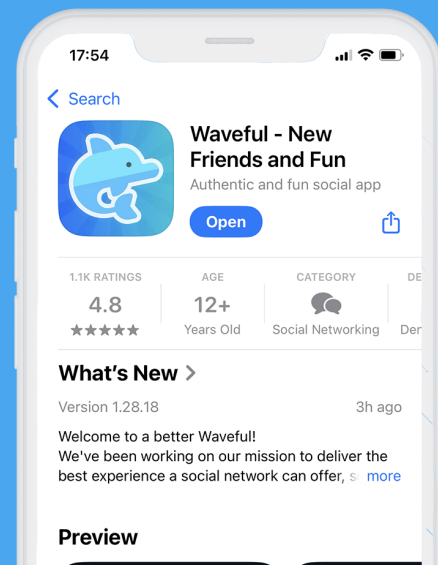 17:54
Search
Waveful - New
Friends and Fun
Authentic and fun social app
Open
1.1K RATINGS
AGE
CATEGORY
DE
4.8
12+
Years Old
Social Networking
Der
What's New
Version 1.28.18
3h ago
Welcome to a better Waveful!
We've been working on our mission to deliver the
best experience a social network can offer, more
Preview